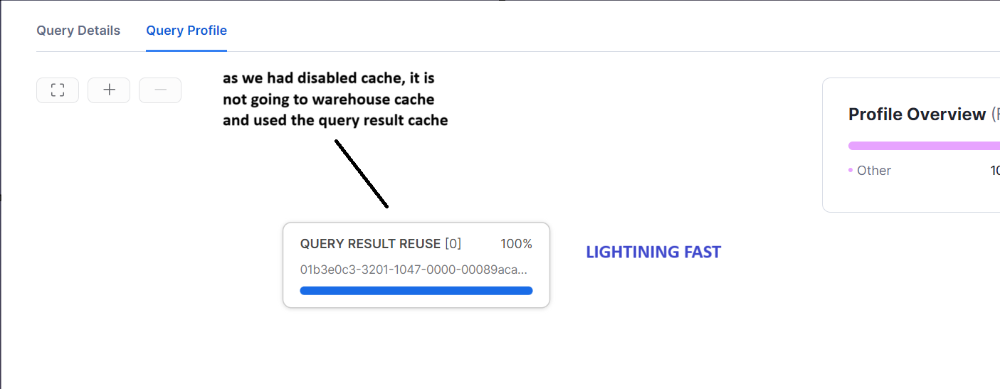 Query Details
Query Profile
as we had disabled cache, it is
not going to warehouse cache
and used the query result cache
Profile Overview
Other
QUERY RESULT REUSE [0] 100%
01b3e0c3-3201-1047-0000-00089aca...
LIGHTINING FAST